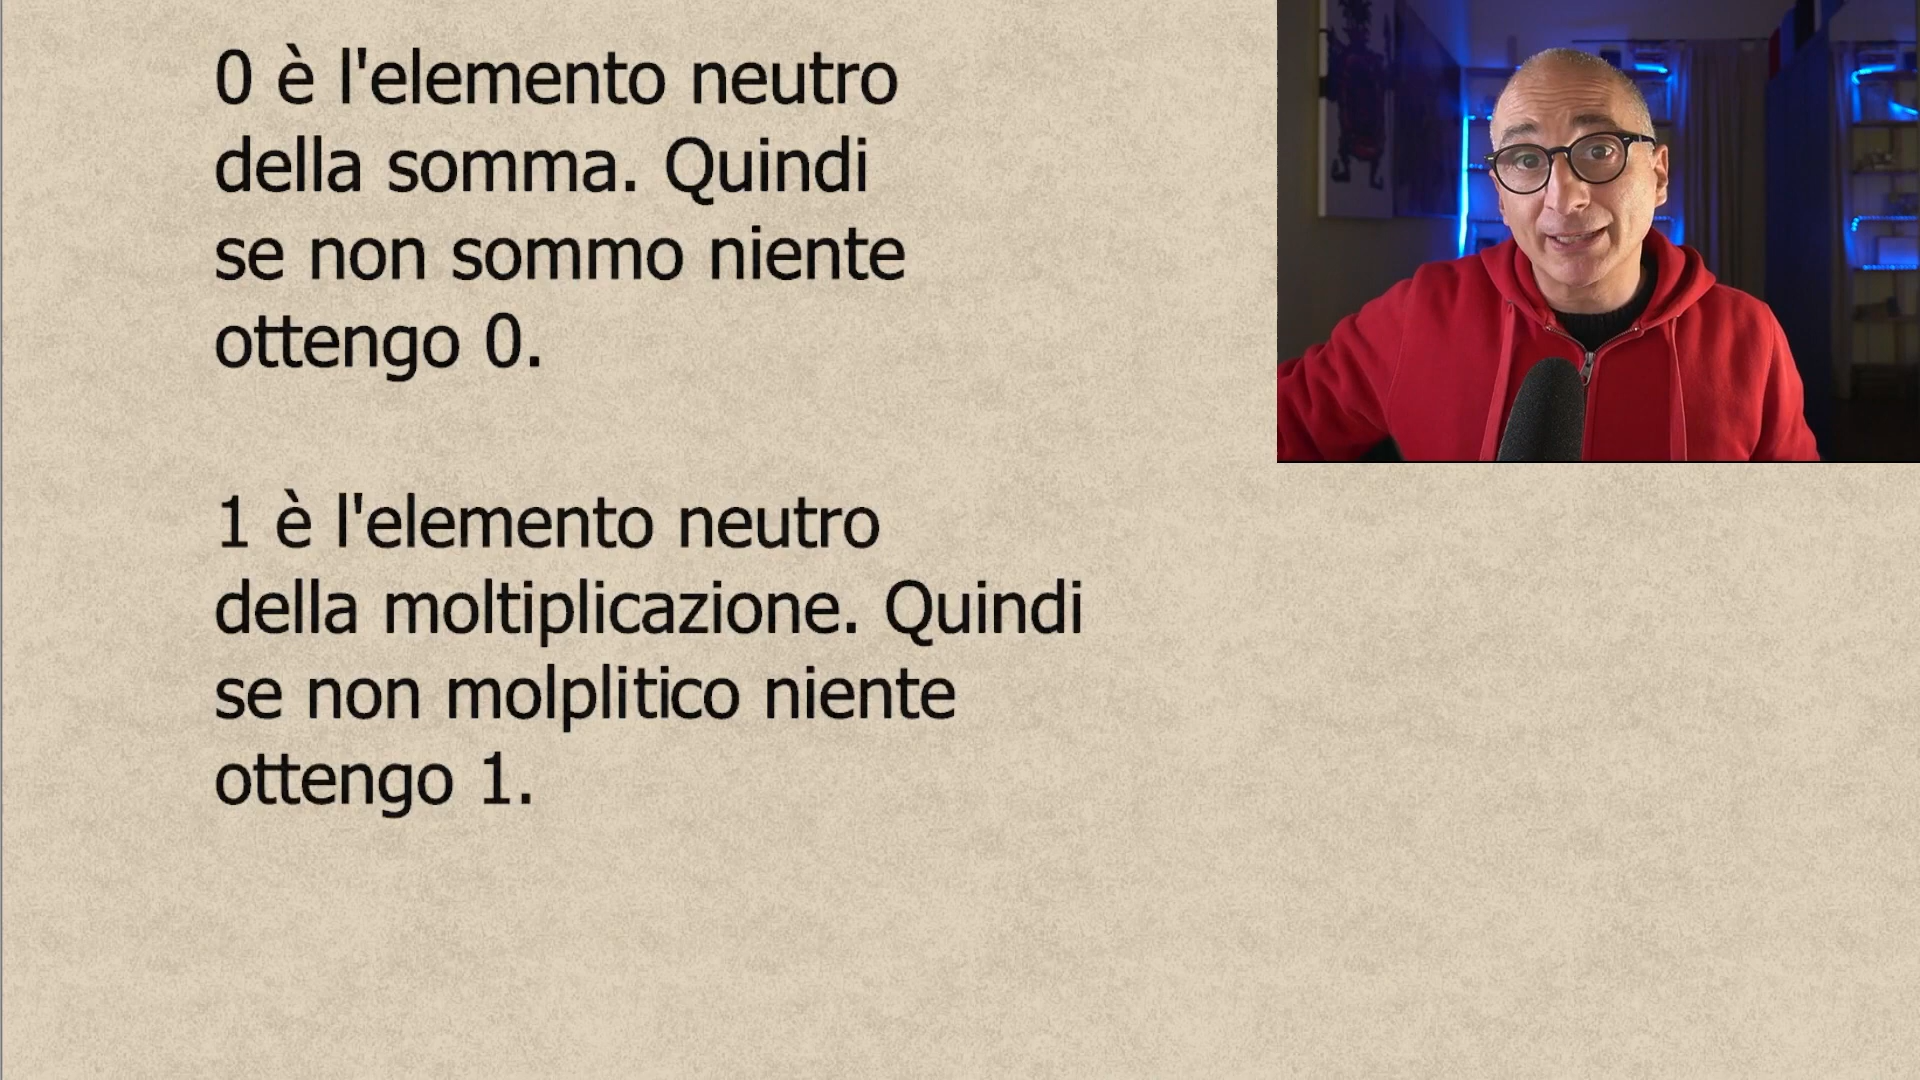 0 è l'elemento neutro
della somma. Quindi
se non sommo niente
ottengo 0.
1 è l'elemento neutro
della moltiplicazione. Quindi
se non molplitico niente
ottengo 1.